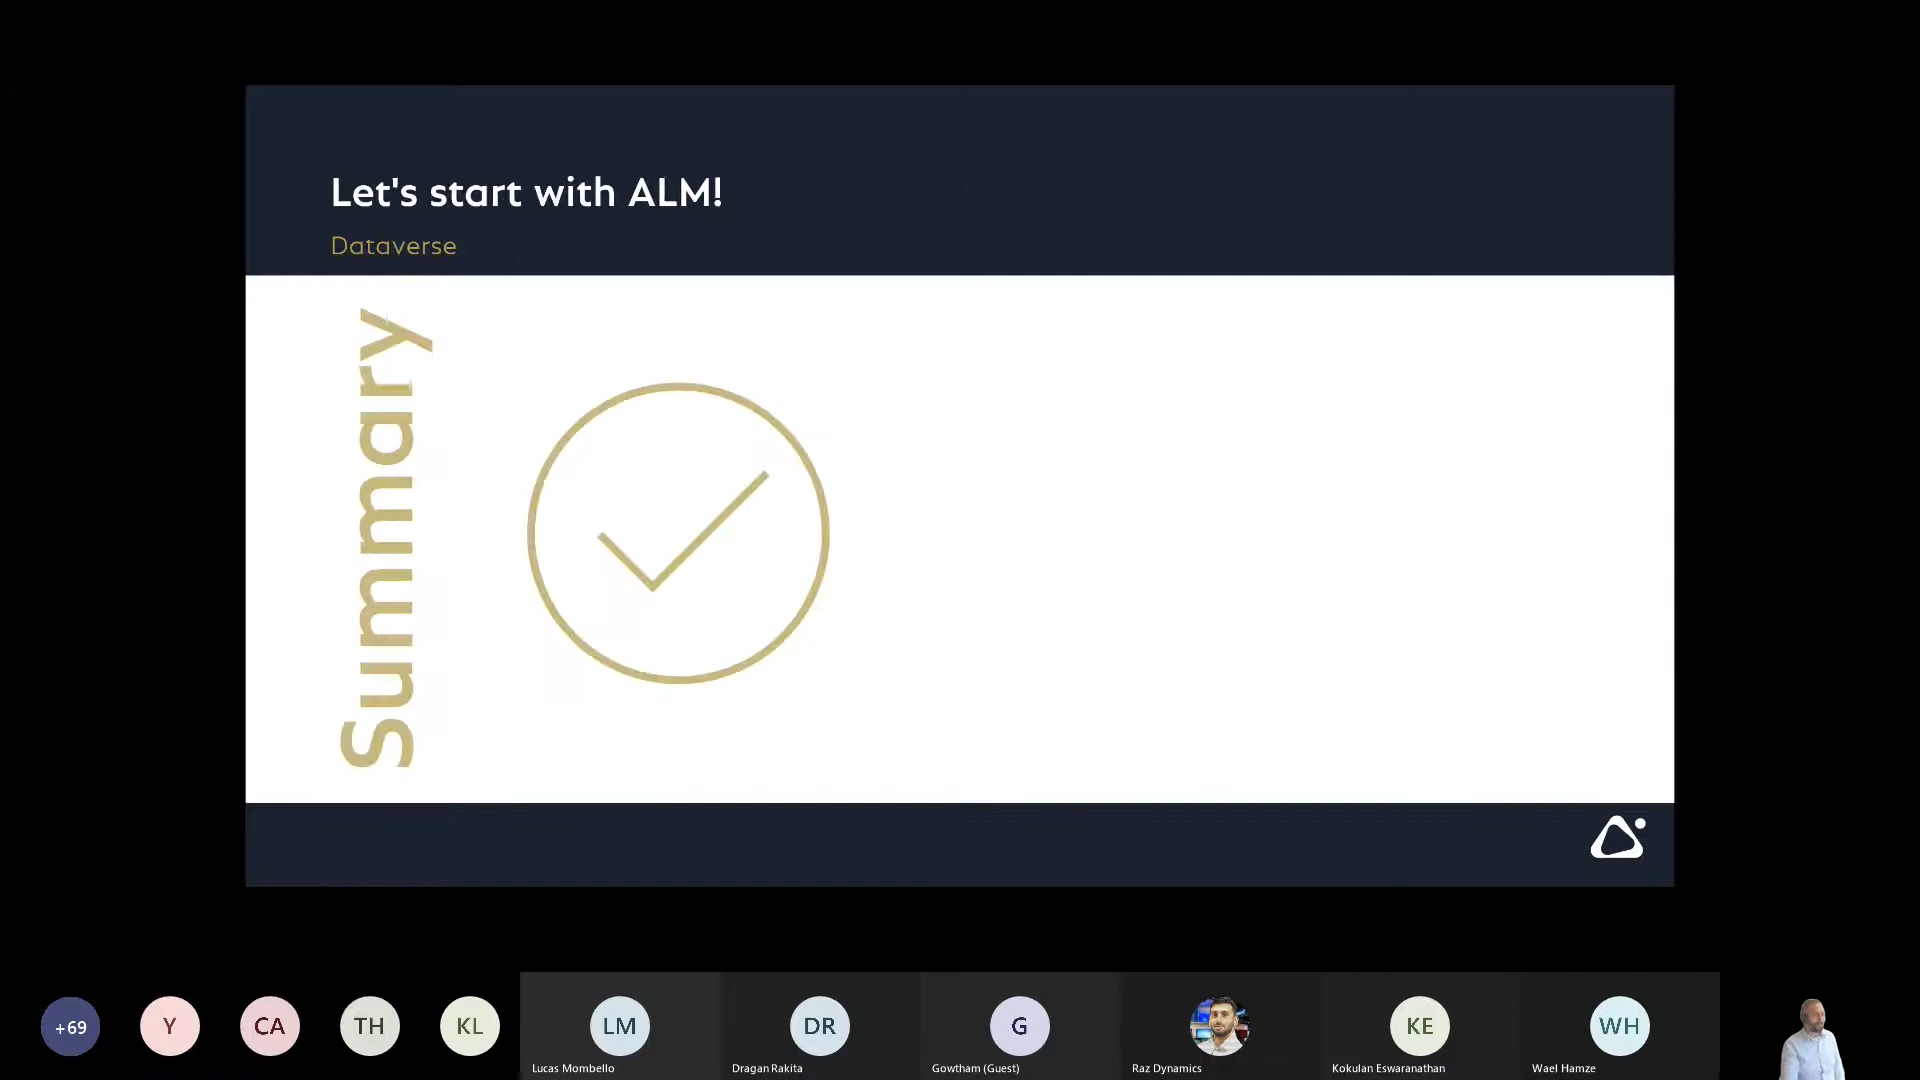 Let's start with ALM!
Dataverse
Summary
+69
Y
CA
TH
KL
LM
DR
G
KE
WH
Lucas Mombello
Dragan Rakita
Gowtham (Guest)
Raz Dynamics
Kokulan Eswaranathan
Wael Hamze